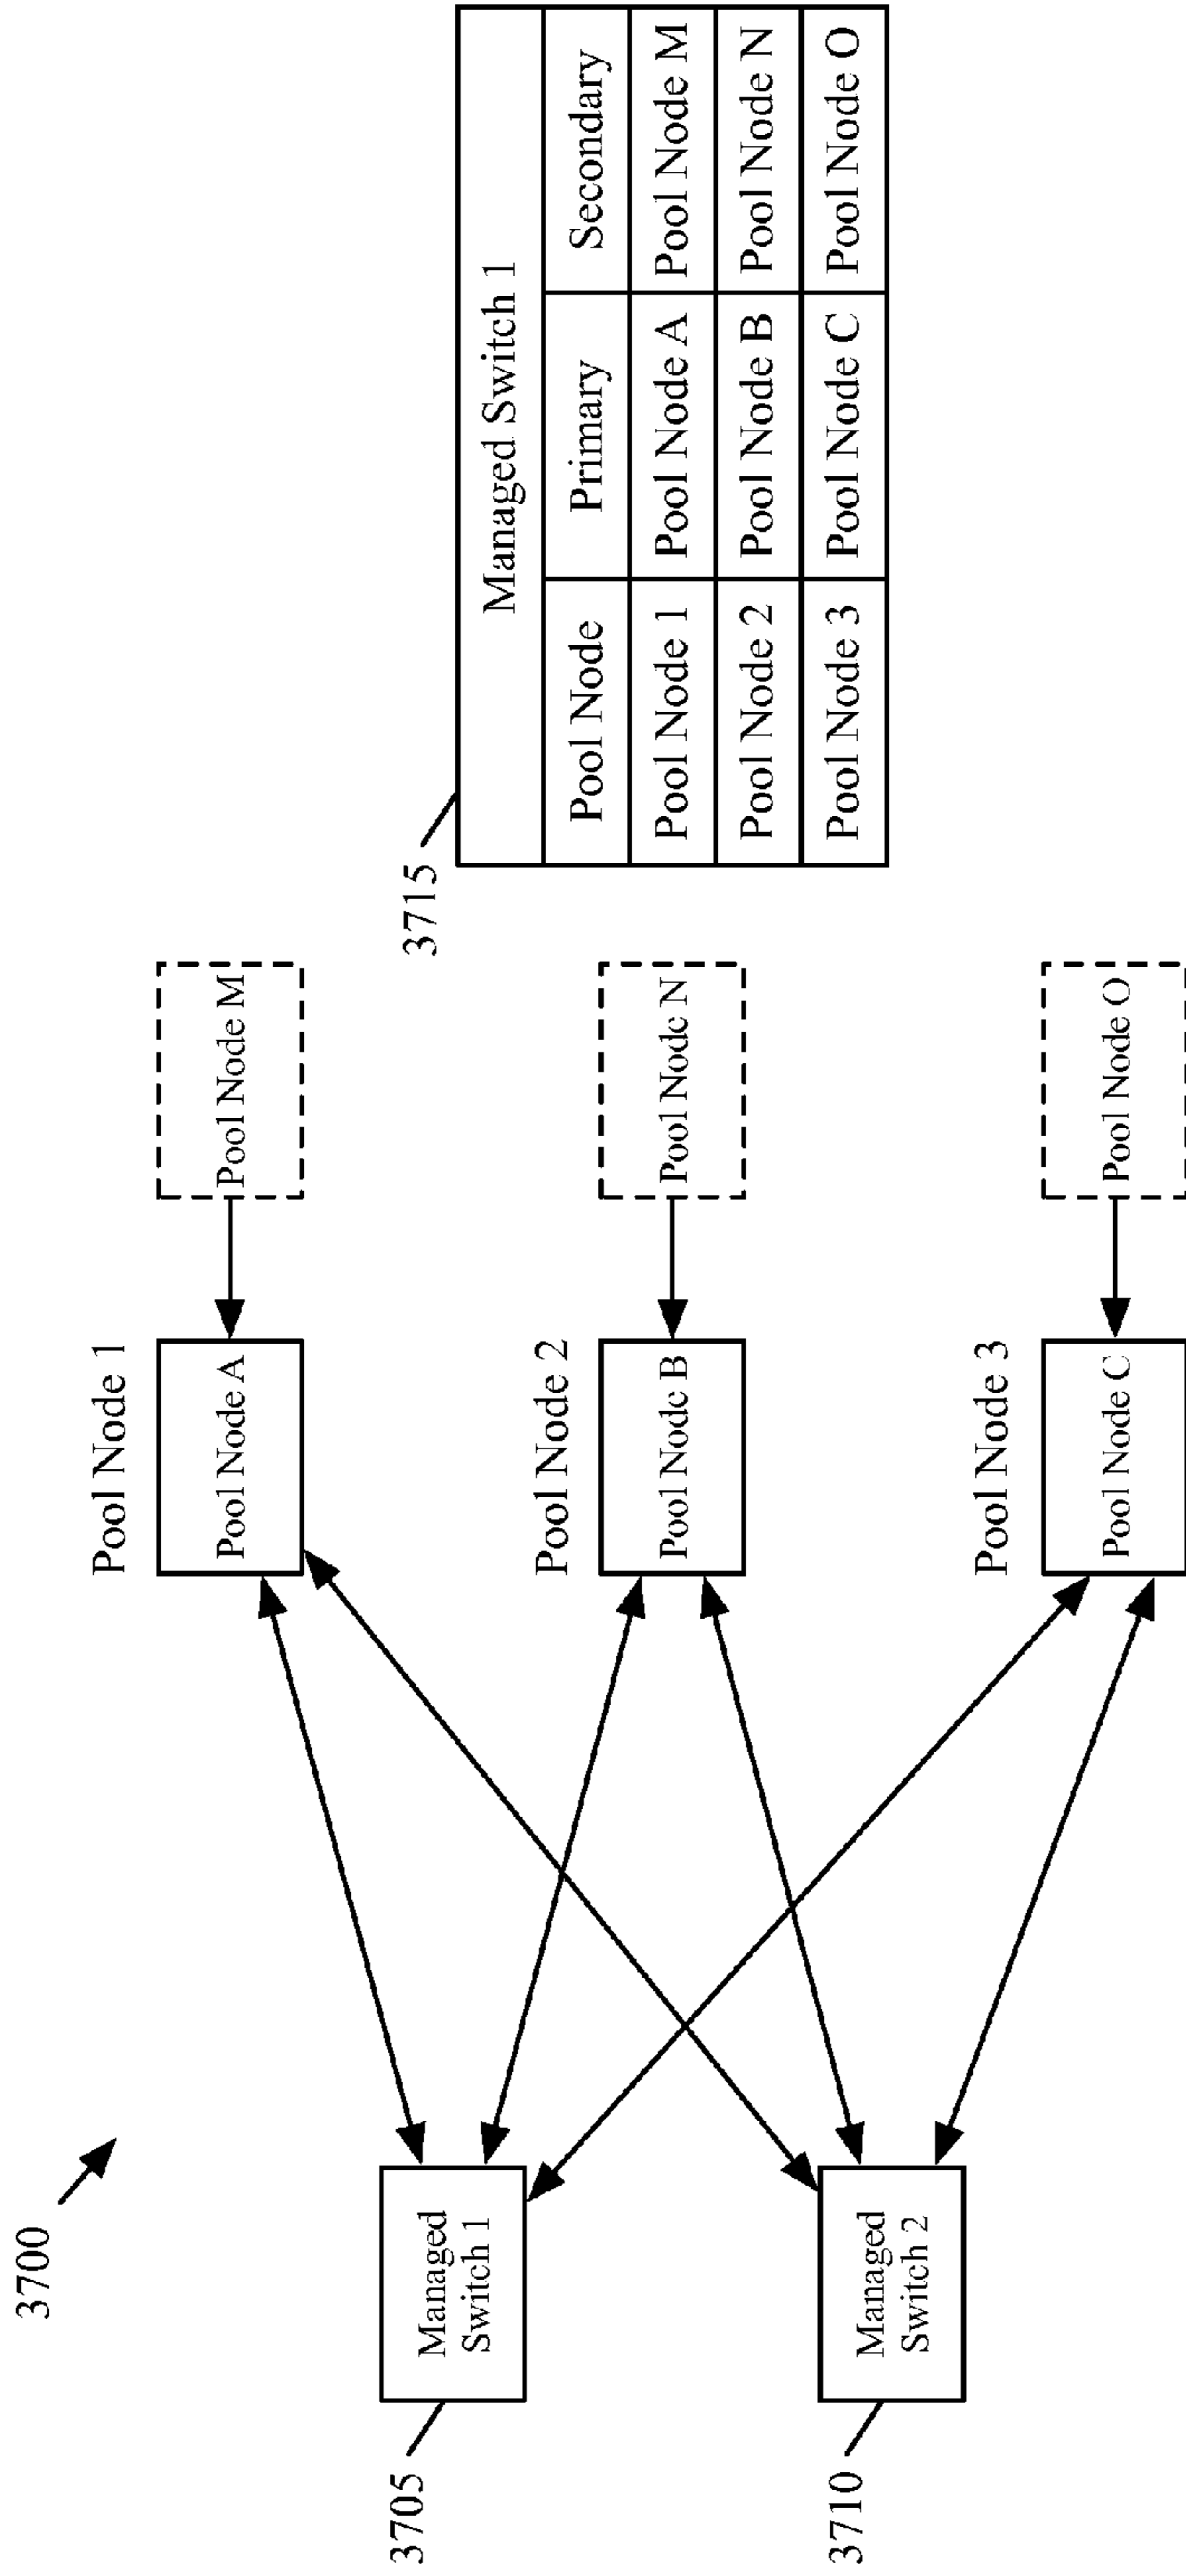 3700
Pool Node 1
Pool Node A
Pool Node M
3705
Managed
Switch 1
Pool Node 2
Pool Node B
Pool Node N
3710
Managed
Switch 2
Pool Node 3
Pool Node C
Pool Node O
3715
Managed Switch 1
Pool Node Primary Secondary
Pool Node 1 Pool Node A Pool Node M
Pool Node 2 Pool Node B Pool Node N
Pool Node 3 Pool Node C Pool Node O